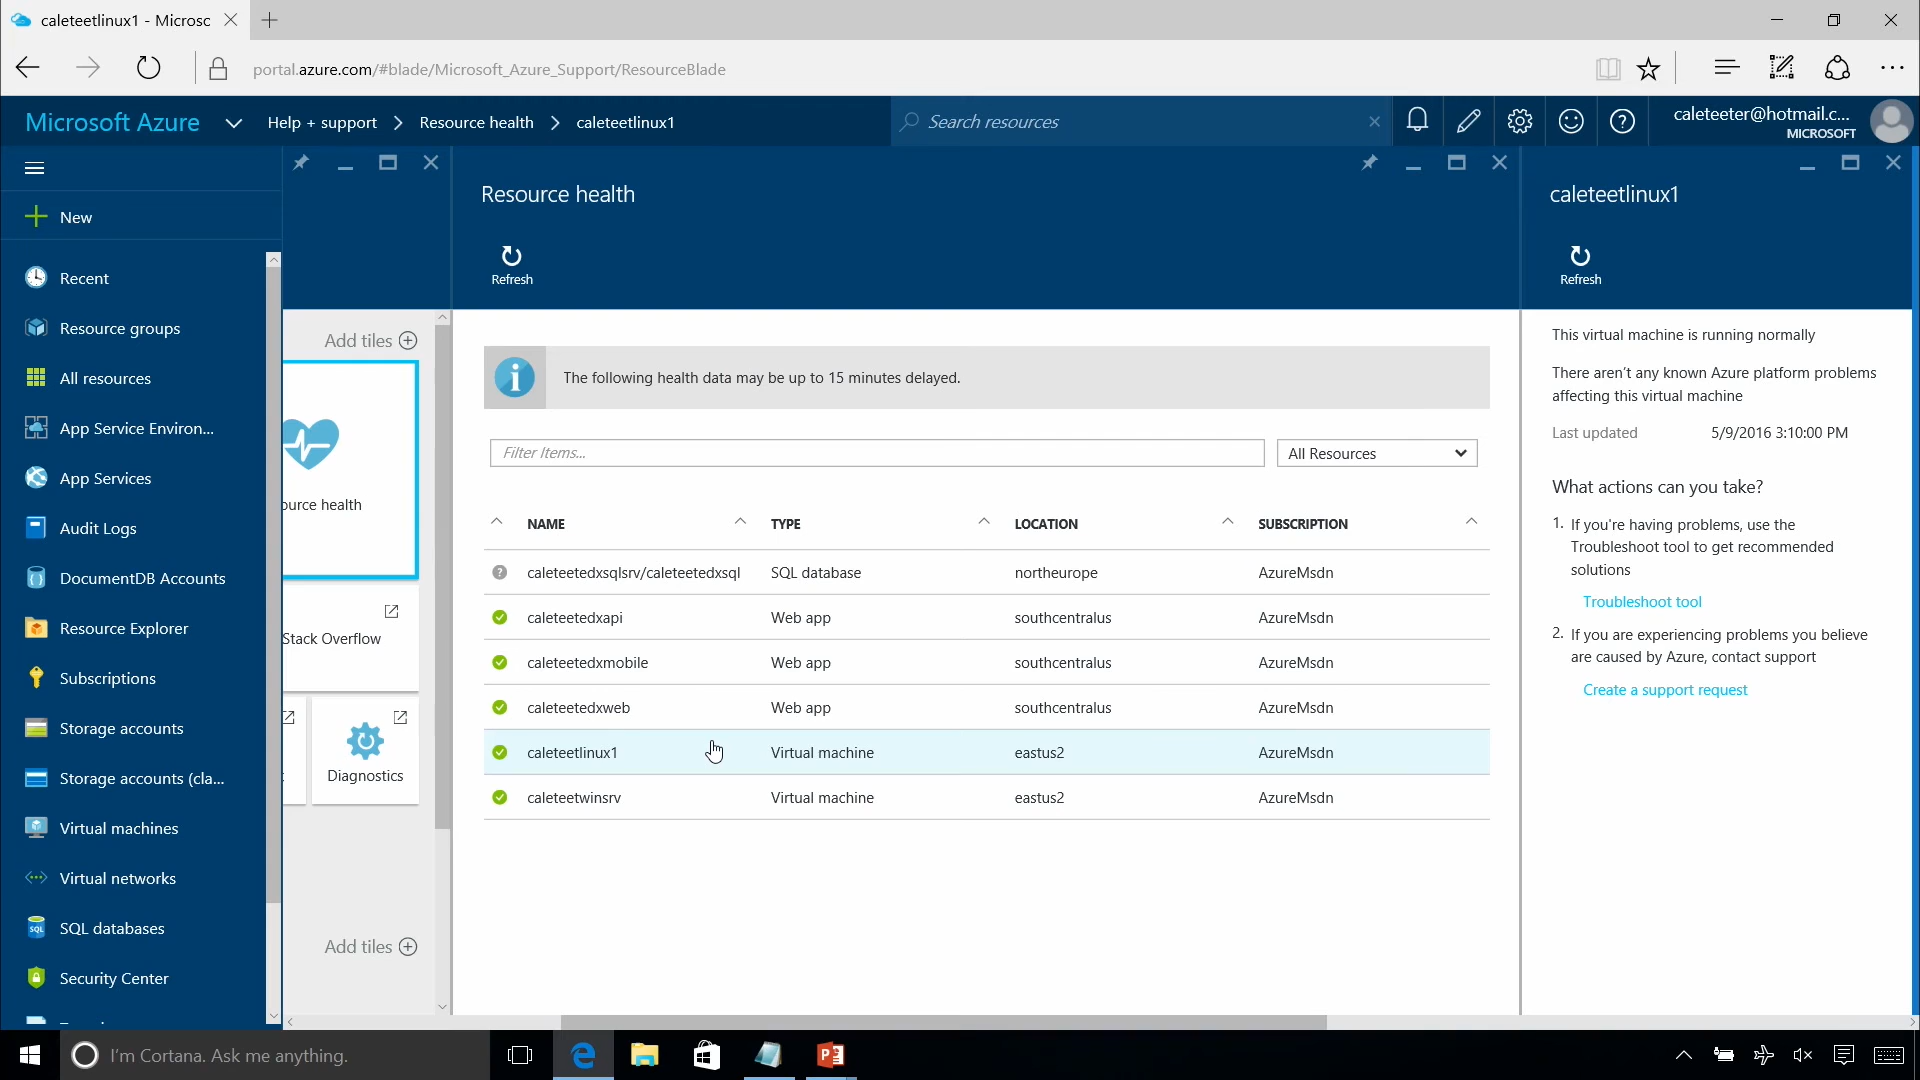 caleteetlinux1 - Microsc
portal.azure.com/#blade/Microsoft_Azure_Support/ResourceBlade
Microsoft Azure
Help + support
Resource health
caleteetlinux1
Search resources
caleteeter@hotmail.c...
MICROSOFT
New
Recent
Resource groups
All resources
App Service Environ...
App Services
Audit Logs
DocumentDB Accounts
Resource Explorer
Subscriptions
Storage accounts
Storage accounts (cla...
Virtual machines
Virtual networks
SQL databases
SQL
Security Center
Add tiles
ource health
Stack Overflow
Diagnostics
Add tiles
Resource health
Refresh
The following health data may be up to 15 minutes delayed.
Filter Items...
All Resources
NAME TYPE LOCATION SUBSCRIPTION
caleteetedxsqlsrv/caleteetedxsql SQL database northeurope AzureMsdn
caleteetedxapi Web app southcentralus AzureMsdn
caleteetedxmobile Web app southcentralus AzureMsdn
caleteetedxweb Web app southcentralus AzureMsdn
caleteetlinux1 Virtual machine eastus2 AzureMsdn
caleteetwinsrv Virtual machine eastus2 AzureMsdn
caleteetlinux1
Refresh
This virtual machine is running normally
There aren't any known Azure platform problems
affecting this virtual machine
Last updated 5/9/2016 3:10:00 PM
What actions can you take?
1. If you're having problems, use the
Troubleshoot tool to get recommended
solutions
Troubleshoot tool
2. If you are experiencing problems you believe
are caused by Azure, contact support
Create a support request
I'm Cortana. Ask me anything.